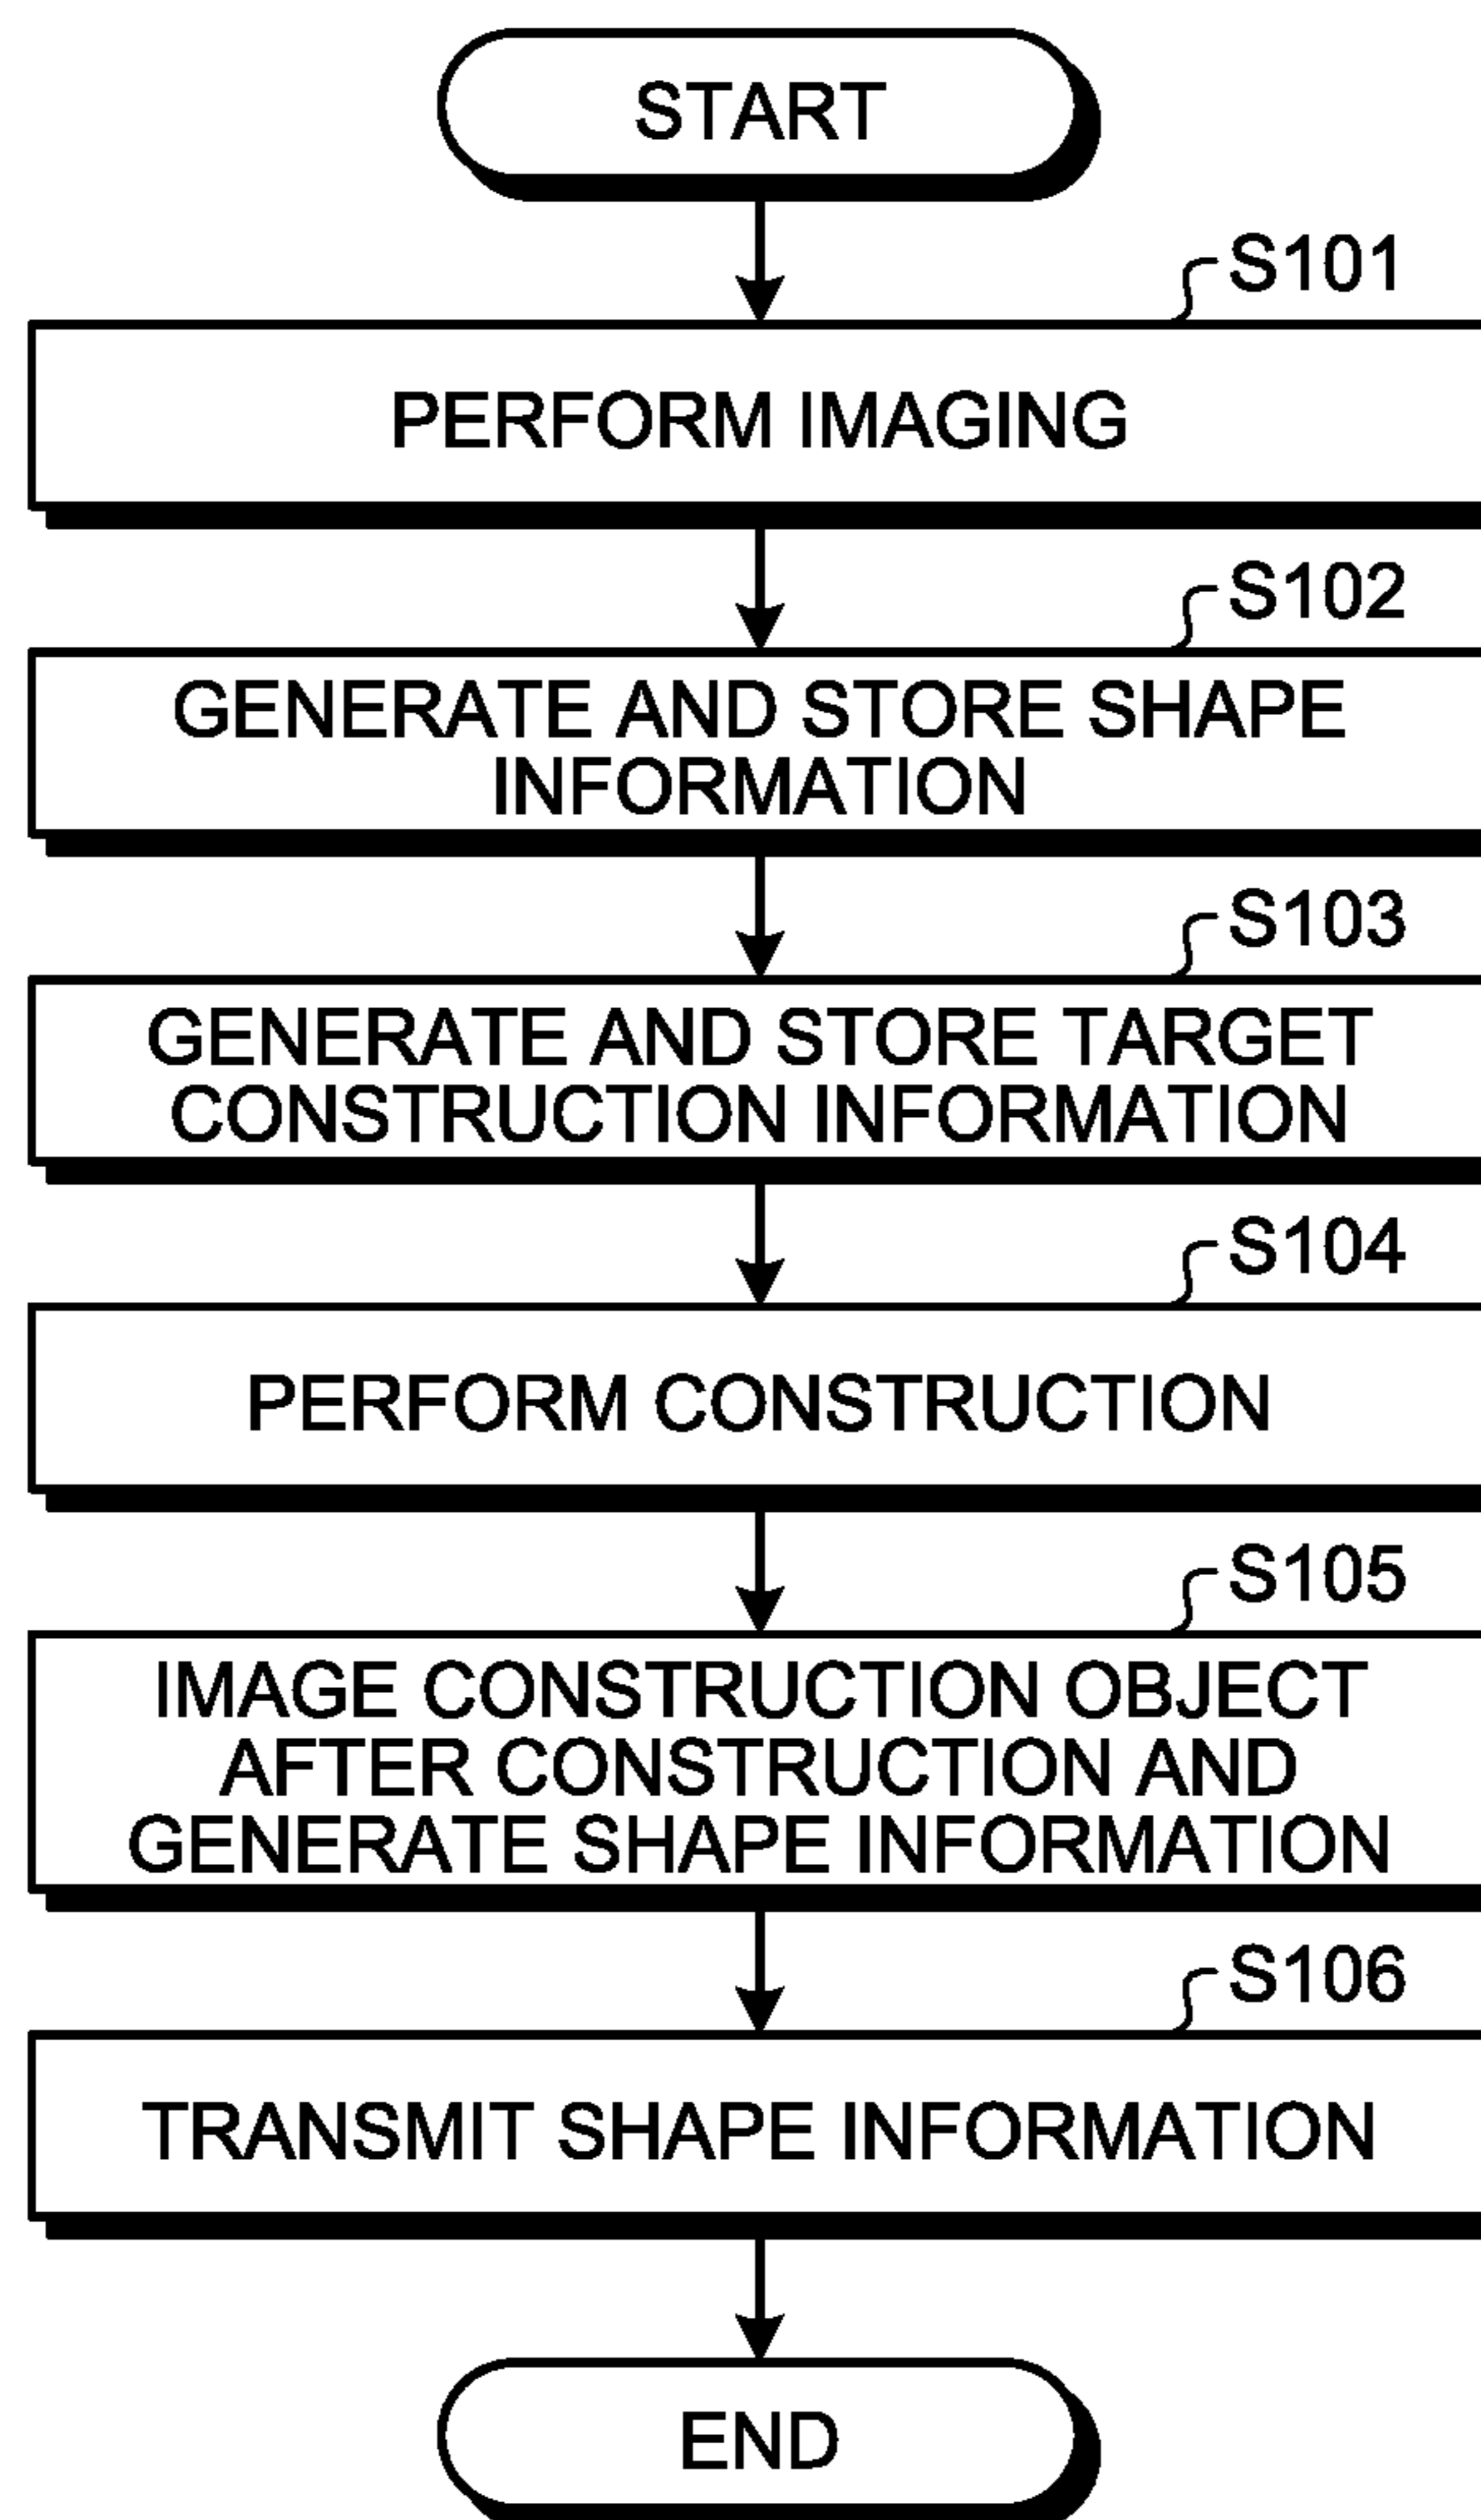 START
S101
PERFORM IMAGING
S102
GENERATE AND STORE SHAPE
INFORMATION
S103
GENERATE AND STORE TARGET
CONSTRUCTION INFORMATION
S104
PERFORM CONSTRUCTION
S105
IMAGE CONSTRUCTION OBJECT
AFTER CONSTRUCTION AND
GENERATE SHAPE INFORMATION
S106
TRANSMIT SHAPE INFORMATION
END